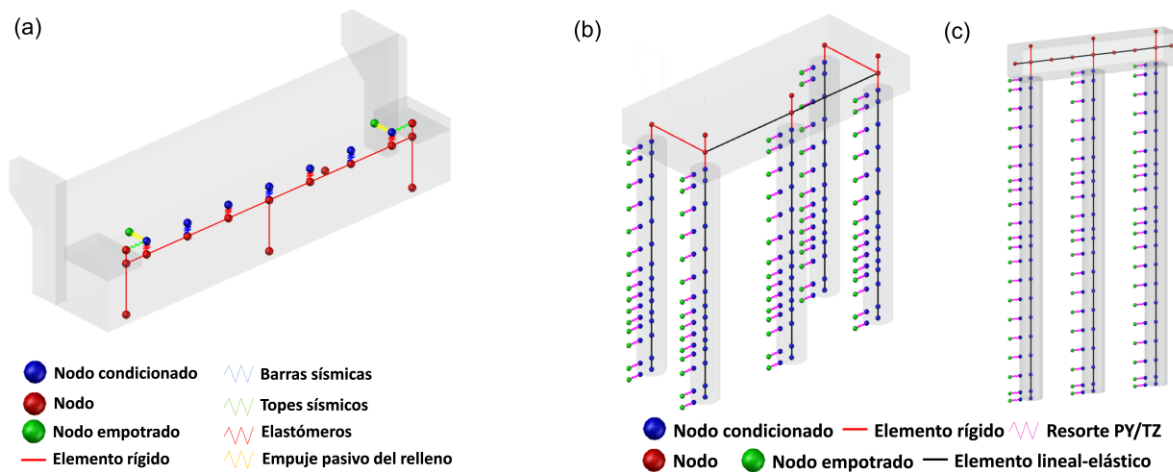 (a)
(b)
(c)
Nodo condicionado
Barras sísmicas
Nodo
Topes sísmicos
Nodo empotrado
Elastómeros
Elemento rígido
Empuje pasivo del relleno
Nodo condicionado
Elemento rígido
Resorte PY/TZ
Nodo
Nodo empotrado
Elemento lineal-elástico